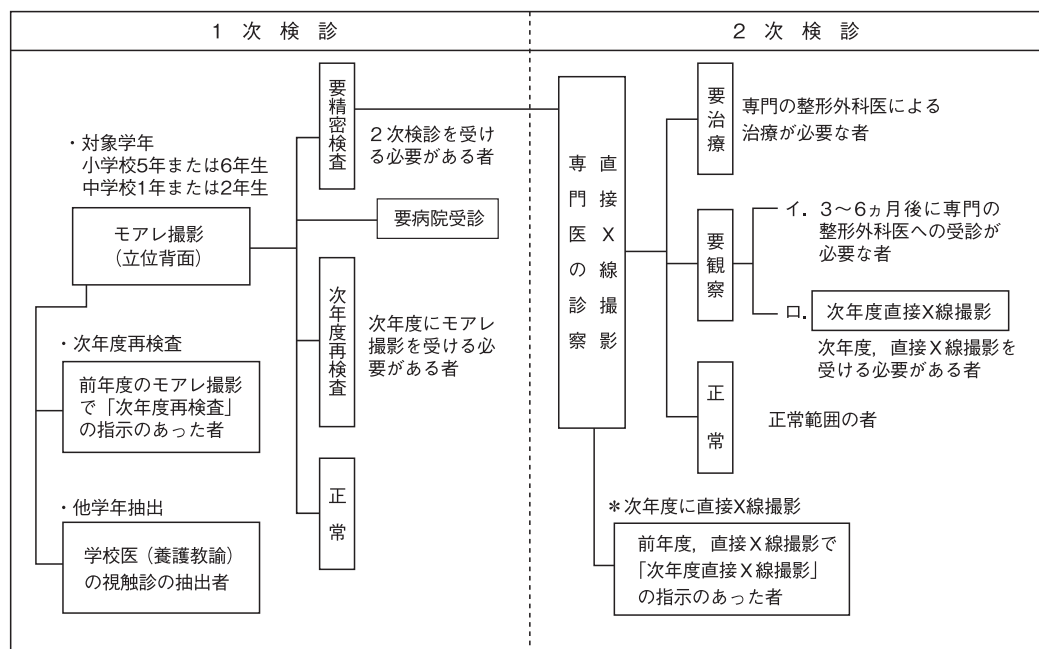 1次検診
2次検診
・対象学年
小学校5年または6年生
中学校1年または2年生
モアレ撮影
(立位背面)
・次年度再検査
前年度のモアレ撮影
で「次年度再検査」
の指示のあった者
・他学年抽出
学校医(養護教諭)
の視触診の抽出者
要精密検査
2次検診を受け
る必要がある者
要病院受診
次年度再検査
次年度にモアレ
撮影を受ける必
要がある者
正常
直接X線撮影
専門医の診察
要治療
専門の整形外科医による
治療が必要な者
要観察
イ.3〜6ヵ月後に専門の
整形外科医への受診が
必要な者
ロ.次年度直接X線撮影
次年度,直接X線撮影を
受ける必要がある者
正常
正常範囲の者
*次年度に直接X線撮影
前年度,直接X線撮影で
「次年度直接X線撮影」
の指示のあった者